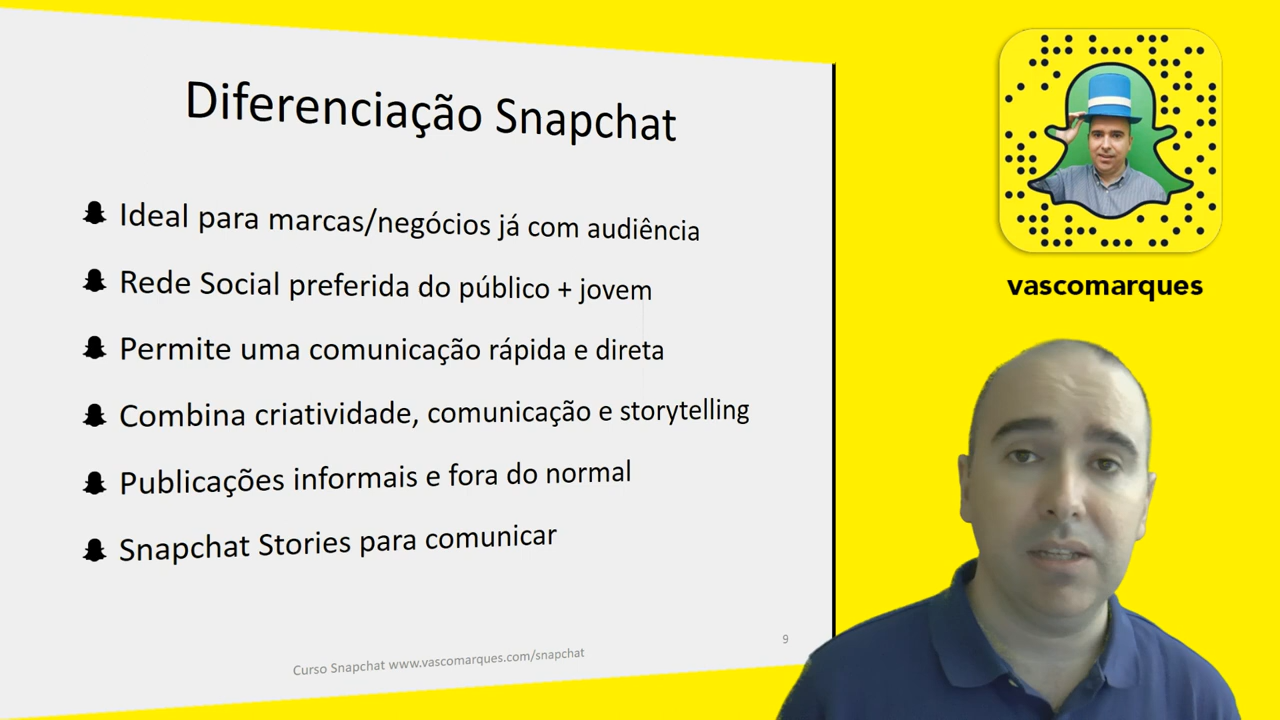 Diferenciação Snapchat
Ideal para marcas/negócios já com audiência
Rede Social preferida do público + jovem
Permite uma comunicação rápida e direta
Combina criatividade, comunicação e storytelling
Publicações informais e fora do normal
Snapchat Stories para comunicar
9
Curso Snapchat www.vascomarques.com/snapchat
vascomarques